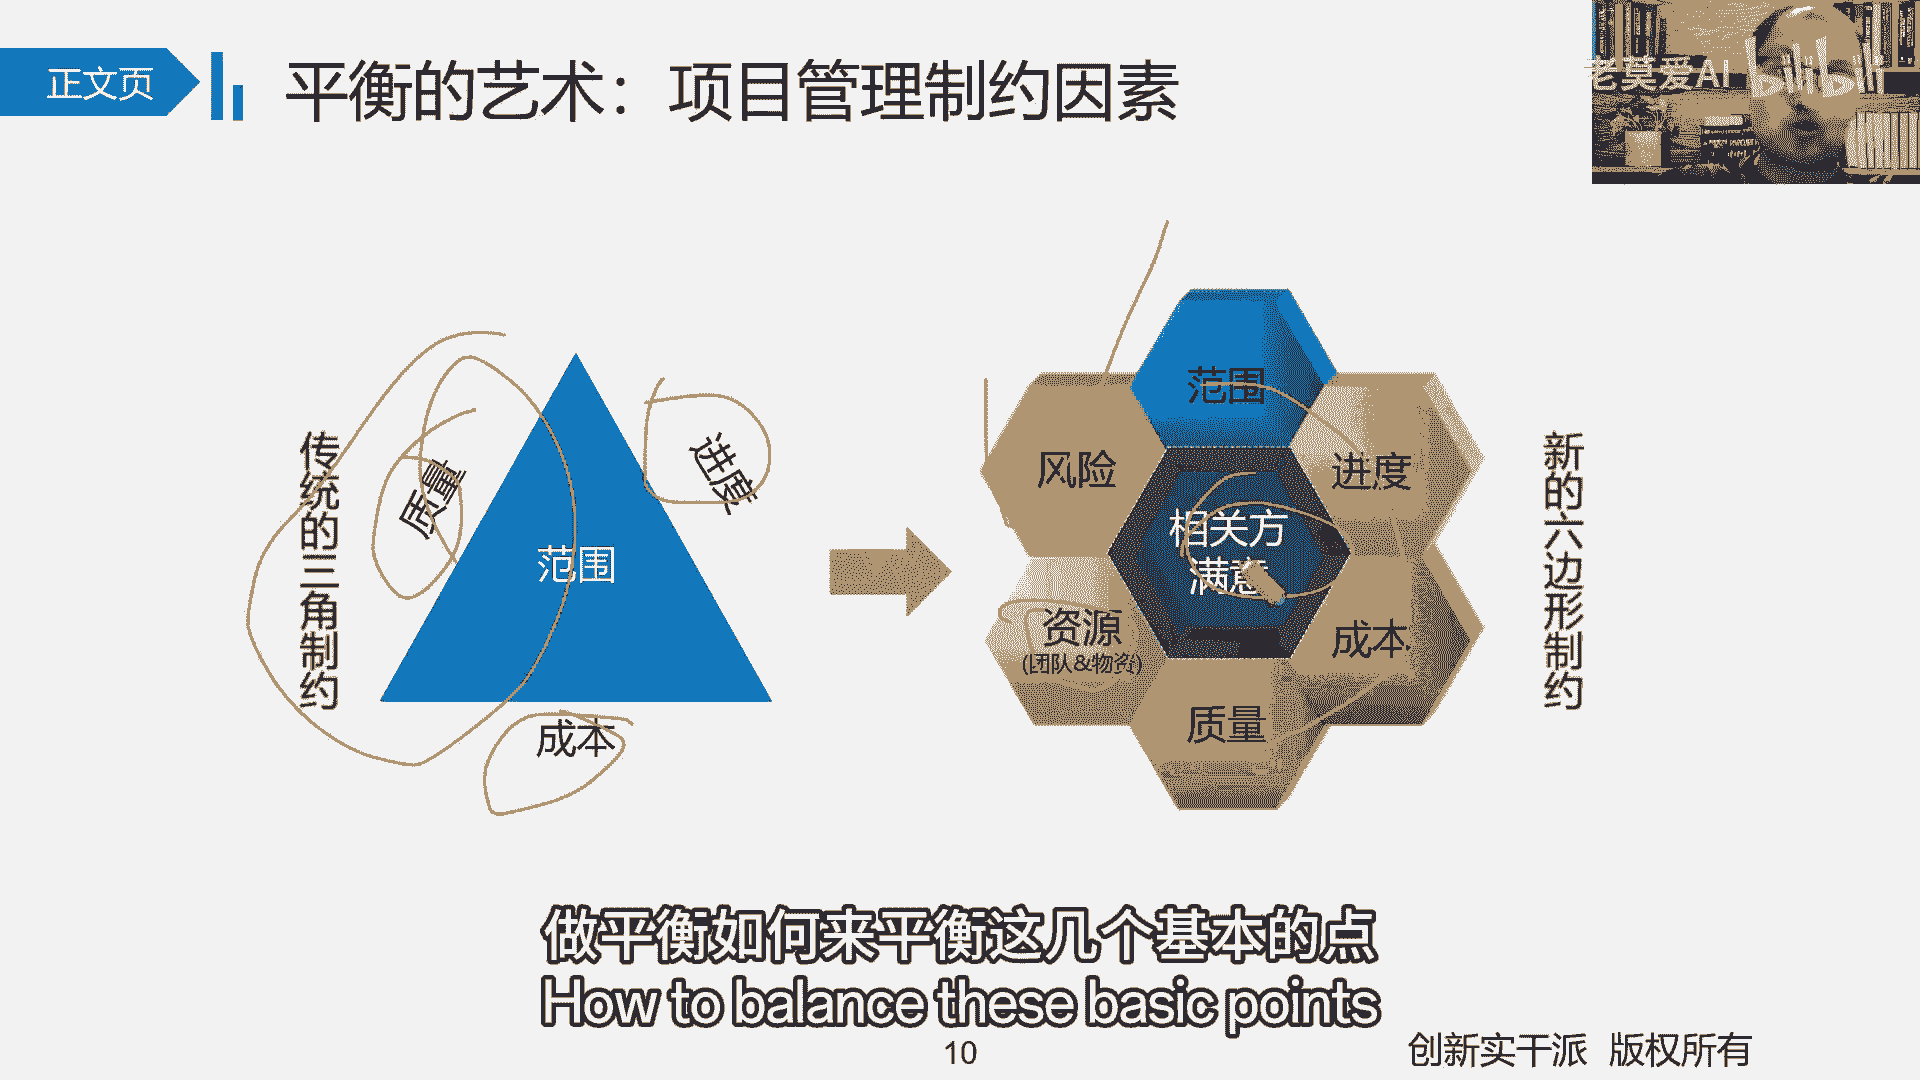 正文页
平衡的艺术：项目管理制约因素
老莫爱AI
bilibili
传统的三角制约
质量
进度
范围
成本
范围
风险
进度
相关方
满意
资源
(团队&物资)
成本
质量
新的六边形制约
做平衡如何来平衡这几个基本的点
How to balance these basic points
10
创新实干派 版权所有